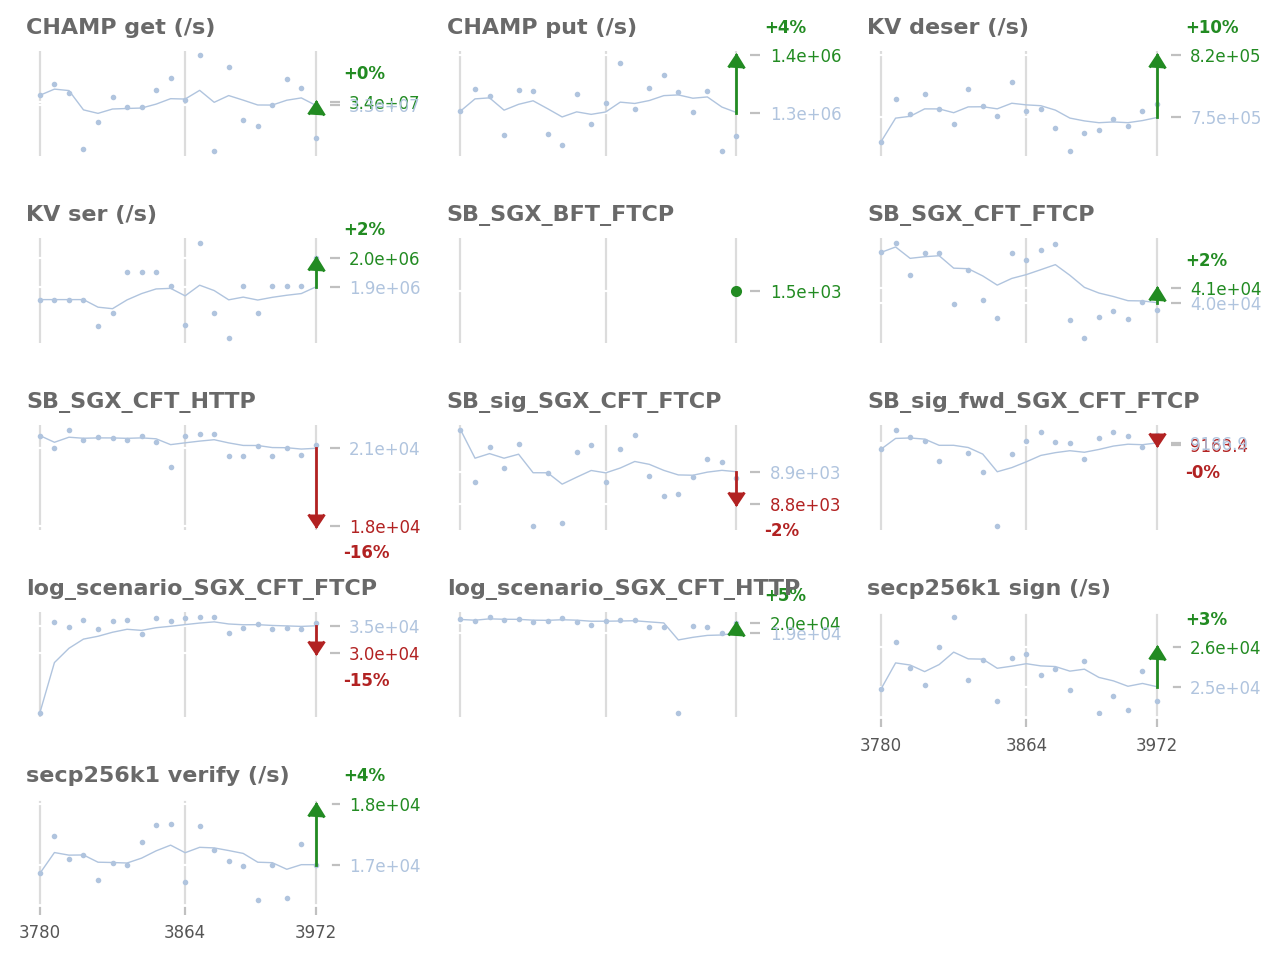 CHAMP get (/s)
+0%
3.4e+07
CHAMP put (/s)
+4%
1.4e+06
1.3e+06
KV deser (/s)
+10%
8.2e+05
7.5e+05
KV ser (/s)
+2%
2.0e+06
1.9e+06
SB_SGX_BFT_FTCP
1.5e+03
SB_SGX_CFT_FTCP
+2%
4.1e+04
4.0e+04
SB_SGX_CFT_HTTP
2.1e+04
1.8e+04
-16%
SB_sig_SGX_CFT_FTCP
8.9e+03
8.8e+03
-2%
SB_sig_fwd_SGX_CFT_FTCP
9163.4
-0%
log_scenario_SGX_CFT_FTCP
3.5e+04
3.0e+04
-15%
log_scenario_SGX_CFT_HTTP
+5%
2.0e+04
1.9e+04
secp256k1 sign (/s)
+3%
2.6e+04
2.5e+04
3780
3864
3972
secp256k1 verify (/s)
+4%
1.8e+04
1.7e+04
3780
3864
3972